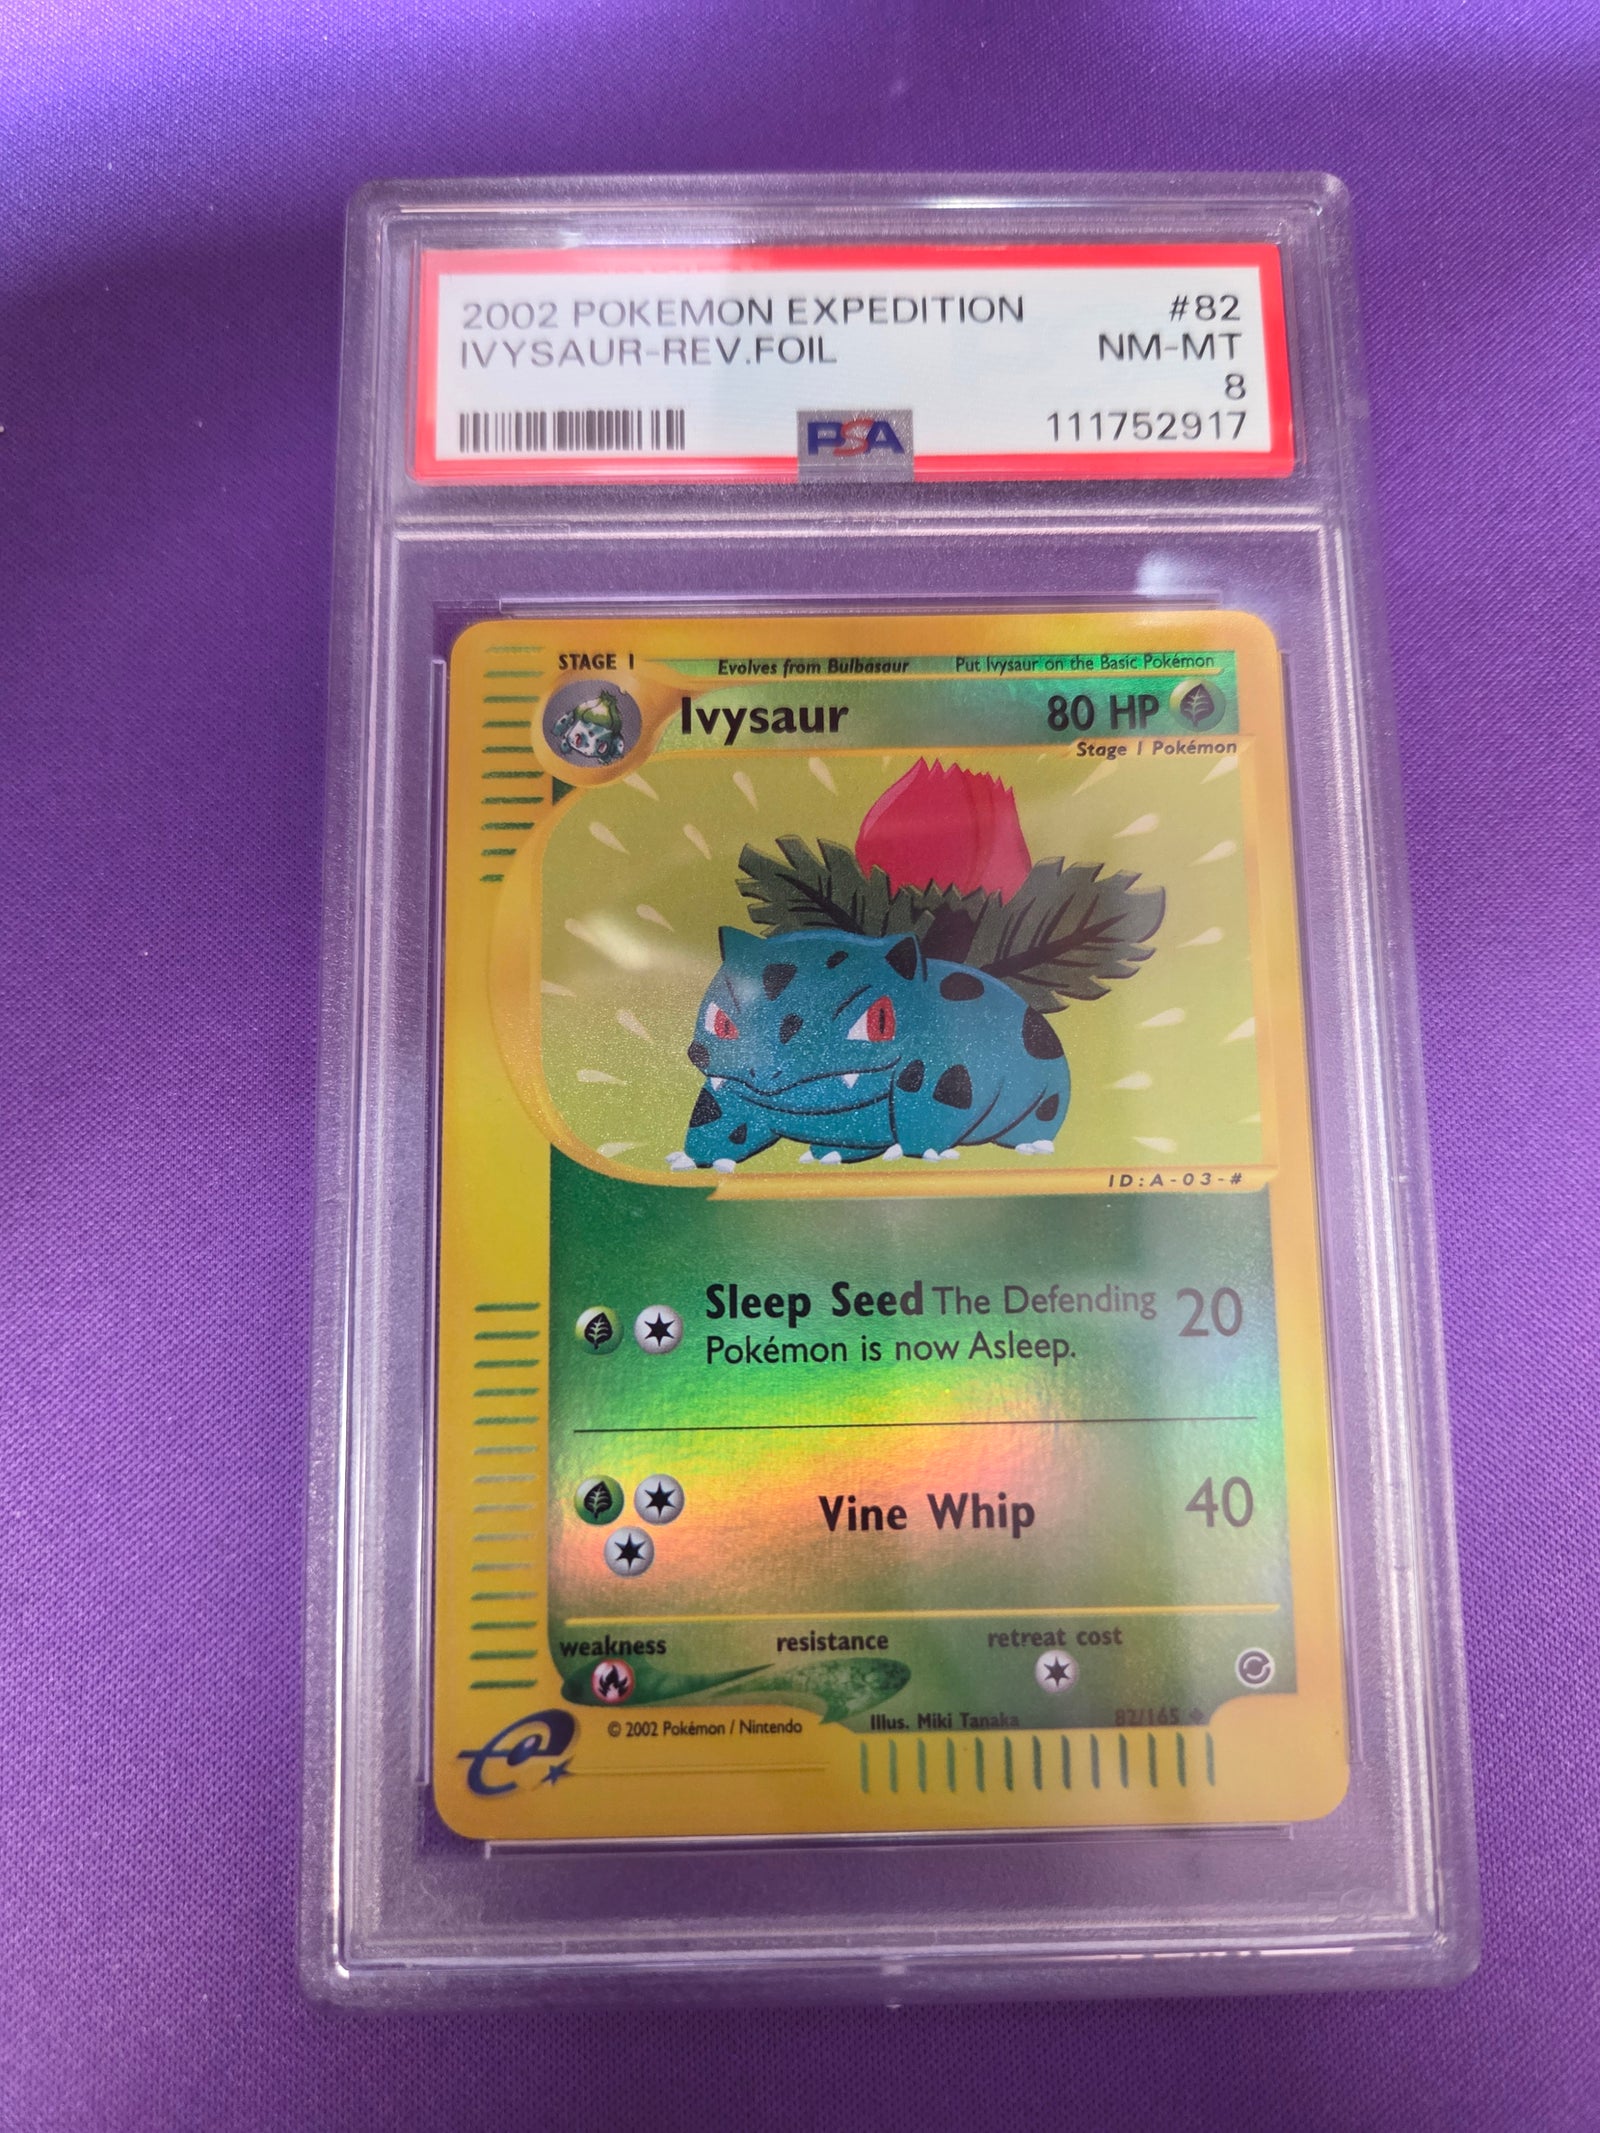 2002 POKEMON EXPEDITION #82
IVYSAUR-REV.FOIL NM-MT
8
PSA 111752917
STAGE 1 Evolves from Bulbasaur Put Ivysaur on the Basic Pokémon
Ivysaur 80 HP
Stage 1 Pokémon
ID:A-03-#
Sleep Seed The Defending 20
Pokémon is now Asleep.
Vine Whip 40
weakness resistance retreat cost
© 2002 Pokémon / Nintendo Illus. Miki Tanaka 82/165
e